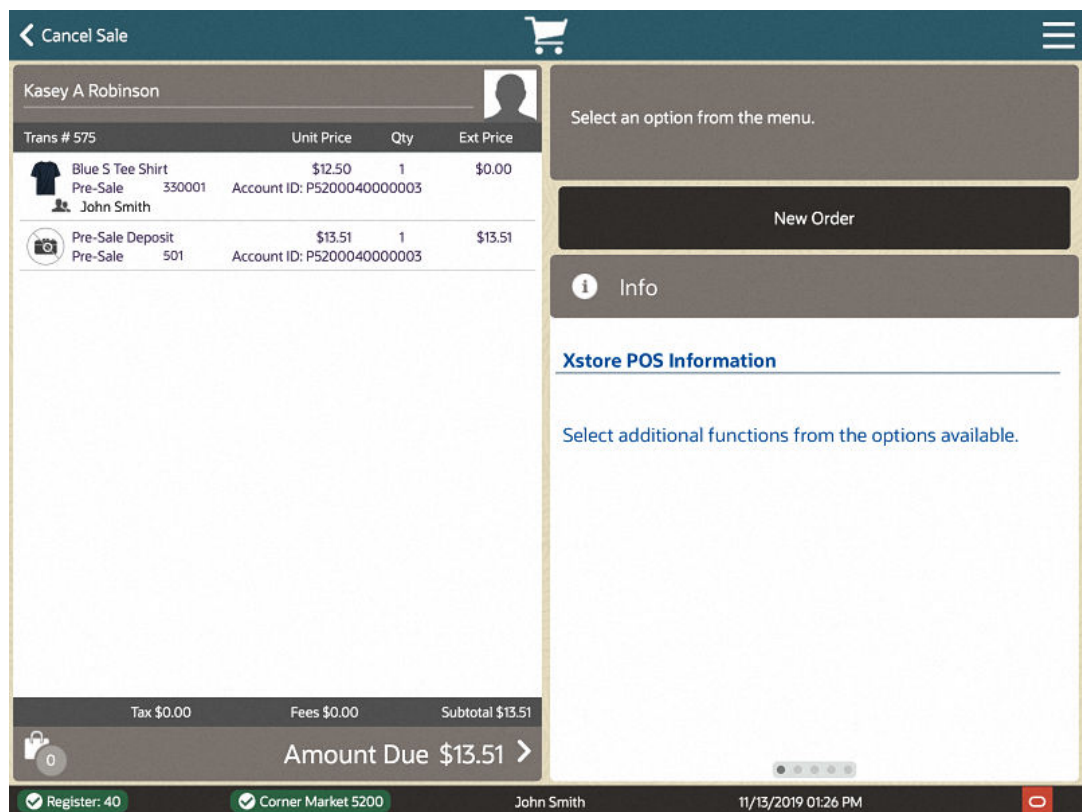 Cancel Sale
Kasey A Robinson
Trans # 575 Unit Price Qty Ext Price
Blue S Tee Shirt $12.50 1 $0.00
Pre-Sale 330001 Account ID: P5200040000003
John Smith
Pre-Sale Deposit $13.51 1 $13.51
Pre-Sale 501 Account ID: P5200040000003
Tax $0.00 Fees $0.00 Subtotal $13.51
0 Amount Due $13.51
Select an option from the menu.
New Order
Info
Xstore POS Information
Select additional functions from the options available.
Register: 40 Corner Market 5200 John Smith 11/13/2019 01:26 PM